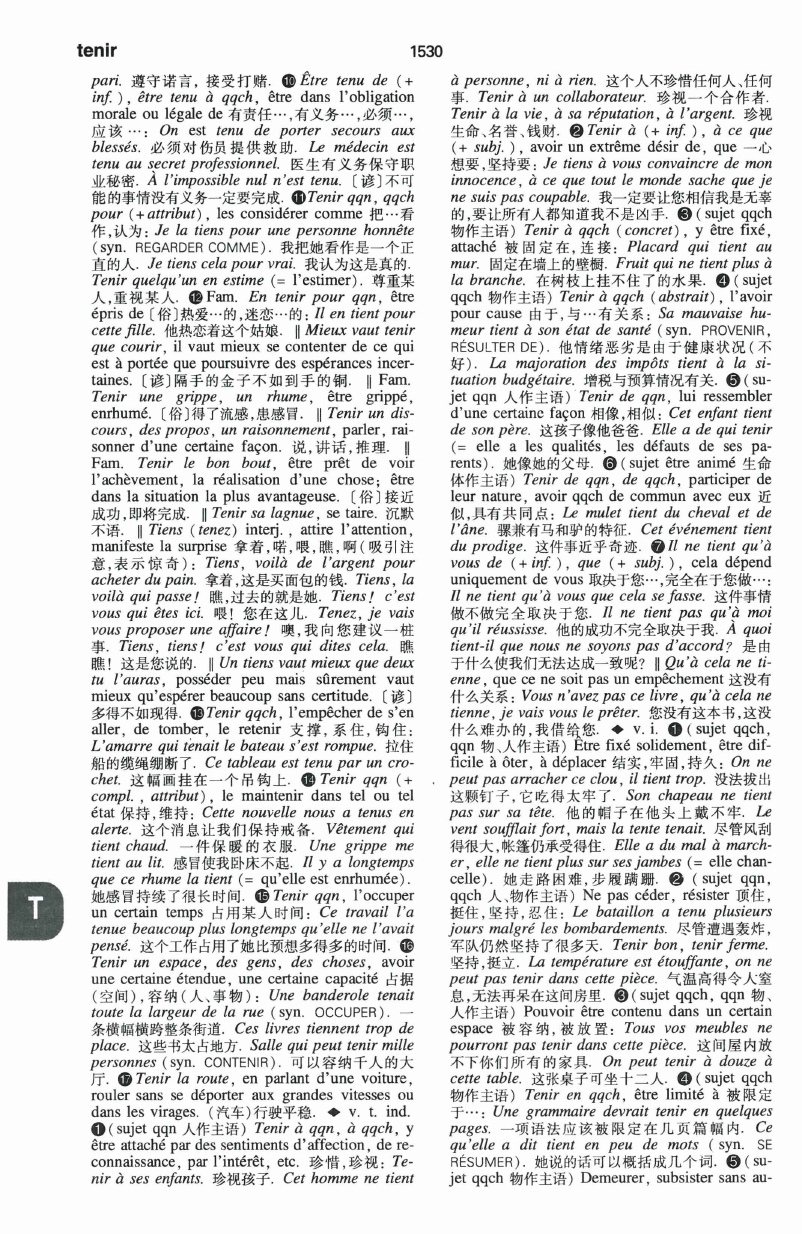 tenir
1530
pari. 遵守诺言，接受打赌. ❿ Être tenu de (+
inf.), être tenu à qqch, être dans l'obligation
morale ou légale de 有责任…,有义务…,必须…,
应该…: On est tenu de porter secours aux
blessés. 必须对伤员提供救助. Le médecin est
tenu au secret professionnel. 医生有义务保守职
业秘密. À l'impossible nul n'est tenu. 〔谚〕不可
能的事情没有义务一定要完成. ⓫Tenir qqn, qqch
pour (+attribut), les considérer comme 把…看
作,认为: Je la tiens pour une personne honnête
(syn. REGARDER COMME). 我把她看作是一个正
直的人. Je tiens cela pour vrai. 我认为这是真的.
Tenir quelqu'un en estime (= l'estimer). 尊重某
人,重视某人. ⓬ Fam. En tenir pour qqn, être
épris de〔俗〕热爱…的,迷恋…的: Il en tient pour
cette fille. 他热恋着这个姑娘. ‖ Mieux vaut tenir
que courir, il vaut mieux se contenter de ce qui
est à portée que poursuivre des espérances incer-
taines. 〔谚〕隔手的金子不如到手的铜. ‖ Fam.
Tenir une grippe, un rhume, être grippé,
enrhumé. 〔俗〕得了流感,患感冒. ‖ Tenir un dis-
cours, des propos, un raisonnement, parler, rai-
sonner d'une certaine façon. 说,讲话,推理. ‖
Fam. Tenir le bon bout, être prêt de voir
l'achèvement, la réalisation d'une chose; être
dans la situation la plus avantageuse. 〔俗〕接近
成功,即将完成. ‖ Tenir sa lagnue, se taire. 沉默
不语. ‖ Tiens (tenez) interj., attire l'attention,
manifeste la surprise 拿着,喏,喂,瞧,啊(吸引注
意,表示惊奇): Tiens, voilà de l'argent pour
acheter du pain. 拿着,这是买面包的钱. Tiens, la
voilà qui passe! 瞧,过去的就是她. Tiens! c'est
vous qui êtes ici. 喂! 您在这儿. Tenez, je vais
vous proposer une affaire! 噢,我向您建议一桩
事. Tiens, tiens! c'est vous qui dites cela. 瞧
瞧! 这是您说的. ‖ Un tiens vaut mieux que deux
tu l'auras, posséder peu mais sûrement vaut
mieux qu'espérer beaucoup sans certitude. 〔谚〕
多得不如现得. ⓭Tenir qqch, l'empêcher de s'en
aller, de tomber, le retenir 支撑,系住,钩住:
L'amarre qui tenait le bateau s'est rompue. 拉住
船的缆绳绷断了. Ce tableau est tenu par un cro-
chet. 这幅画挂在一个吊钩上. ⓮ Tenir qqn (+
compl., attribut), le maintenir dans tel ou tel
état 保持,维持: Cette nouvelle nous a tenus en
alerte. 这个消息让我们保持戒备. Vêtement qui
tient chaud. 一件保暖的衣服. Une grippe me
tient au lit. 感冒使我卧床不起. Il y a longtemps
que ce rhume la tient (= qu'elle est enrhumée).
她感冒持续了很长时间. ⓯ Tenir qqn, l'occuper
un certain temps 占用某人时间: Ce travail l'a
tenue beaucoup plus longtemps qu'elle ne l'avait
pensé. 这个工作占用了她比预想多得多的时间. ⓰
Tenir un espace, des gens, des choses, avoir
une certaine étendue, une certaine capacité 占据
(空间),容纳(人、事物): Une banderole tenait
toute la largeur de la rue (syn. OCCUPER). 一
条横幅横跨整条街道. Ces livres tiennent trop de
place. 这些书太占地方. Salle qui peut tenir mille
personnes (syn. CONTENIR). 可以容纳千人的大
厅. ⓱Tenir la route, en parlant d'une voiture,
rouler sans se déporter aux grandes vitesses ou
dans les virages. (汽车)行驶平稳. ◆ v. t. ind.
❶(sujet qqn 人作主语) Tenir à qqn, à qqch, y
être attaché par des sentiments d'affection, de re-
connaissance, par l'intérêt, etc. 珍惜,珍视: Te-
nir à ses enfants. 珍视孩子. Cet homme ne tient
T
à personne, ni à rien. 这个人不珍惜任何人、任何
事. Tenir à un collaborateur. 珍视一个合作者.
Tenir à la vie, à sa réputation, à l'argent. 珍视
生命、名誉、钱财. ❷Tenir à (+ inf.), à ce que
(+ subj.), avoir un extrême désir de, que 一心
想要,坚持要: Je tiens à vous convaincre de mon
innocence, à ce que tout le monde sache que je
ne suis pas coupable. 我一定要让您相信我是无辜
的,要让所有人都知道我不是凶手. ❸(sujet qqch
物作主语) Tenir à qqch (concret), y être fixé,
attaché 被固定在,连接: Placard qui tient au
mur. 固定在墙上的壁橱. Fruit qui ne tient plus à
la branche. 在树枝上挂不住了的水果. ❹(sujet
qqch 物作主语) Tenir à qqch (abstrait), l'avoir
pour cause 由于,与…有关系: Sa mauvaise hu-
meur tient à son état de santé (syn. PROVENIR,
RÉSULTER DE). 他情绪恶劣是由于健康状况(不
好). La majoration des impôts tient à la si-
tuation budgétaire. 增税与预算情况有关. ❺(su-
jet qqn 人作主语) Tenir de qqn, lui ressembler
d'une certaine façon 相像,相似: Cet enfant tient
de son père. 这孩子像他爸爸. Elle a de qui tenir
(= elle a les qualités, les défauts de ses pa-
rents). 她像她的父母. ❻(sujet être animé 生命
体作主语) Tenir de qqn, de qqch, participer de
leur nature, avoir qqch de commun avec eux 近
似,具有共同点: Le mulet tient du cheval et de
l'âne. 骡兼有马和驴的特征. Cet événement tient
du prodige. 这件事近乎奇迹. ❼Il ne tient qu'à
vous de (+inf.), que (+ subj.), cela dépend
uniquement de vous 取决于您…,完全在于您做…:
Il ne tient qu'à vous que cela se fasse. 这件事情
做不做完全取决于您. Il ne tient pas qu'à moi
qu'il réussisse. 他的成功不完全取决于我. À quoi
tient-il que nous ne soyons pas d'accord? 是由
于什么使我们无法达成一致呢? ‖ Qu'à cela ne ti-
enne, que ce ne soit pas un empêchement 这没有
什么关系: Vous n'avez pas ce livre, qu'à cela ne
tienne, je vais vous le prêter. 您没有这本书,这没
什么难办的,我借给您. ◆ v. i. ❶(sujet qqch,
qqn 物、人作主语) Être fixé solidement, être dif-
ficile à ôter, à déplacer 结实,牢固,持久: On ne
peut pas arracher ce clou, il tient trop. 没法拔出
这颗钉子,它吃得太牢了. Son chapeau ne tient
pas sur sa tête. 他的帽子在他头上戴不牢. Le
vent soufflait fort, mais la tente tenait. 尽管风刮
得很大,帐篷仍承受得住. Elle a du mal à march-
er, elle ne tient plus sur ses jambes (= elle chan-
celle). 她走路困难,步履蹒跚. ❷ (sujet qqn,
qqch 人、物作主语) Ne pas céder, résister 顶住,
挺住,坚持,忍住: Le bataillon a tenu plusieurs
jours malgré les bombardements. 尽管遭遇轰炸,
军队仍然坚持了很多天. Tenir bon, tenir ferme.
坚持,挺立. La température est étouffante, on ne
peut pas tenir dans cette pièce. 气温高得令人窒
息,无法再呆在这间房里. ❸(sujet qqch, qqn 物、
人作主语) Pouvoir être contenu dans un certain
espace 被容纳,被放置: Tous vos meubles ne
pourront pas tenir dans cette pièce. 这间屋内放
不下你们所有的家具. On peut tenir à douze à
cette table. 这张桌子可坐十二人. ❹(sujet qqch
物作主语) Tenir en qqch, être limité à 被限定
于…: Une grammaire devrait tenir en quelques
pages. 一项语法应该被限定在几页篇幅内. Ce
qu'elle a dit tient en peu de mots (syn. SE
RÉSUMER). 她说的话可以概括成几个词. ❺(su-
jet qqch 物作主语) Demeurer, subsister sans au-